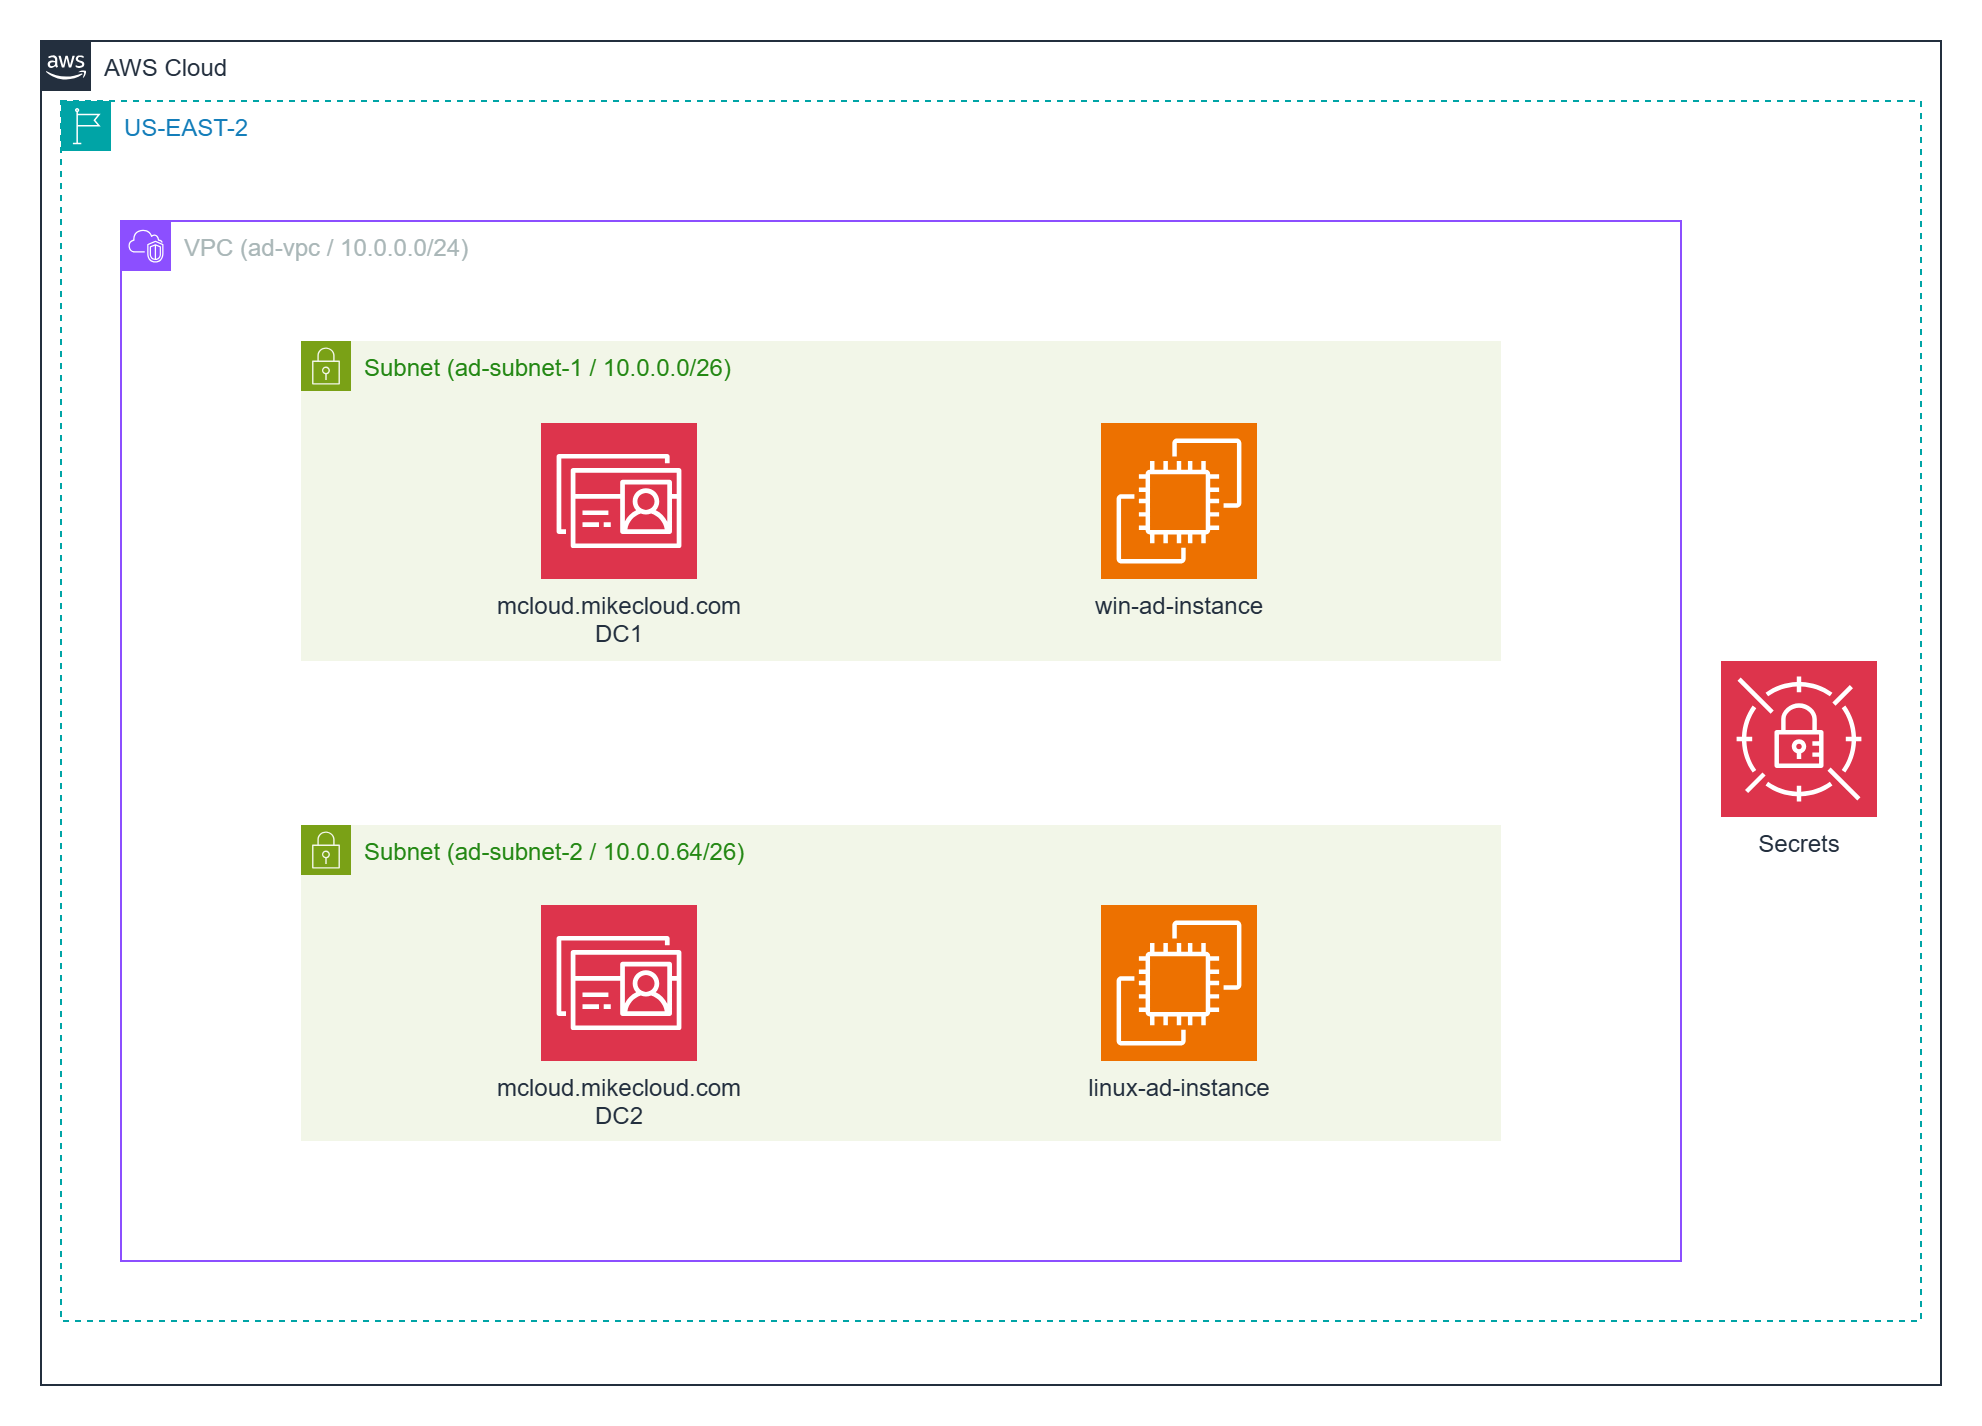 aws
AWS Cloud
US-EAST-2
VPC (ad-vpc / 10.0.0.0/24)
Subnet (ad-subnet-1 / 10.0.0.0/26)
mcloud.mikecloud.com
DC1
win-ad-instance
Secrets
Subnet (ad-subnet-2 / 10.0.0.64/26)
mcloud.mikecloud.com
DC2
linux-ad-instance